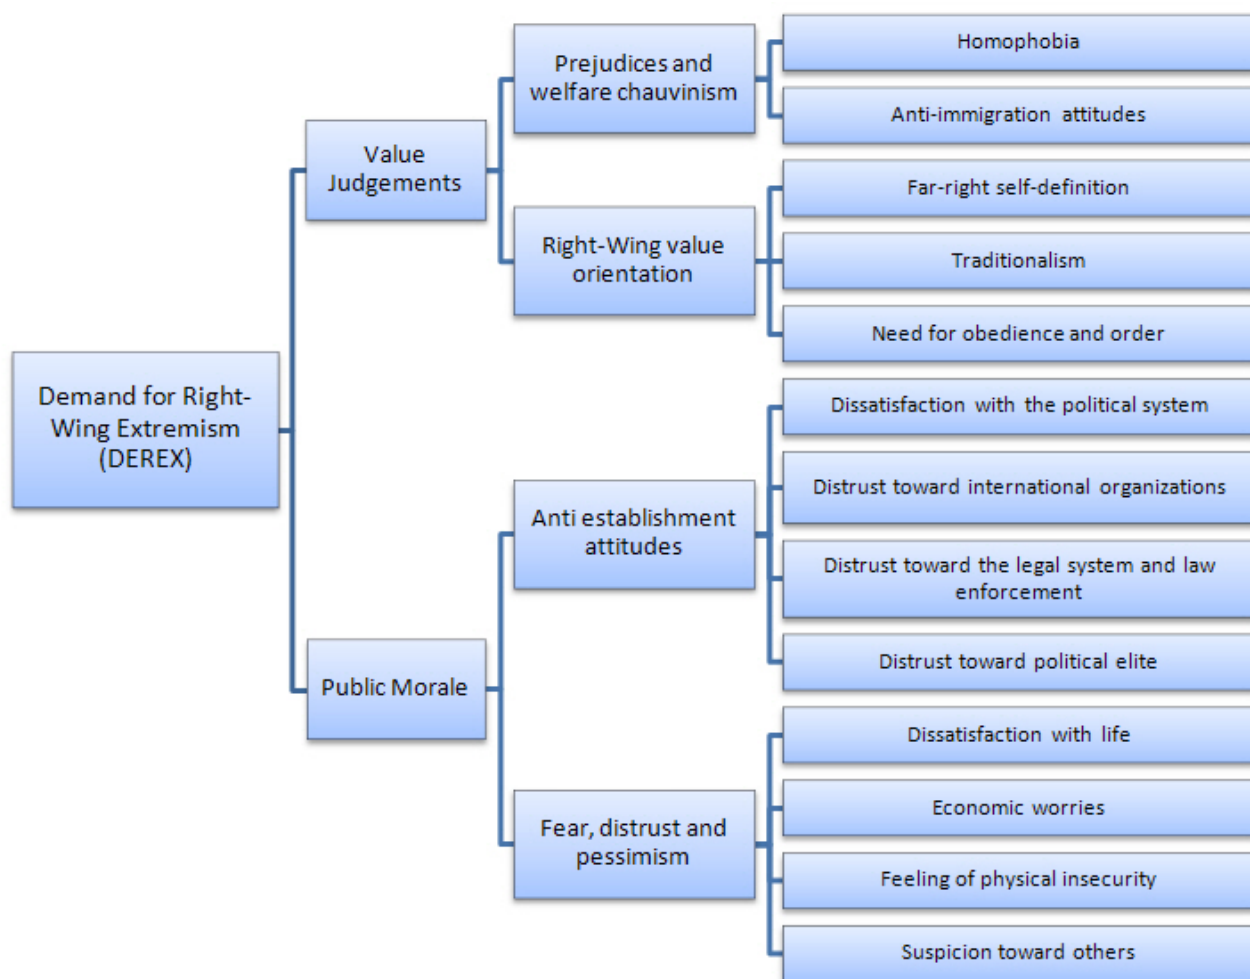 Homophobia
Prejudices and
welfare chauvinism
Anti-immigration attitudes
Value
Judgements
Far-right self-definition
Right-Wing value
orientation
Traditionalism
Need for obedience and order
Demand for Right-
Wing Extremism
(DEREX)
Dissatisfaction with the political system
Distrust toward international organizations
Anti establishment
attitudes
Distrust toward the legal system and law
enforcement
Distrust toward political elite
Public Morale
Dissatisfaction with life
Economic worries
Fear, distrust and
pessimism
Feeling of physical insecurity
Suspicion toward others